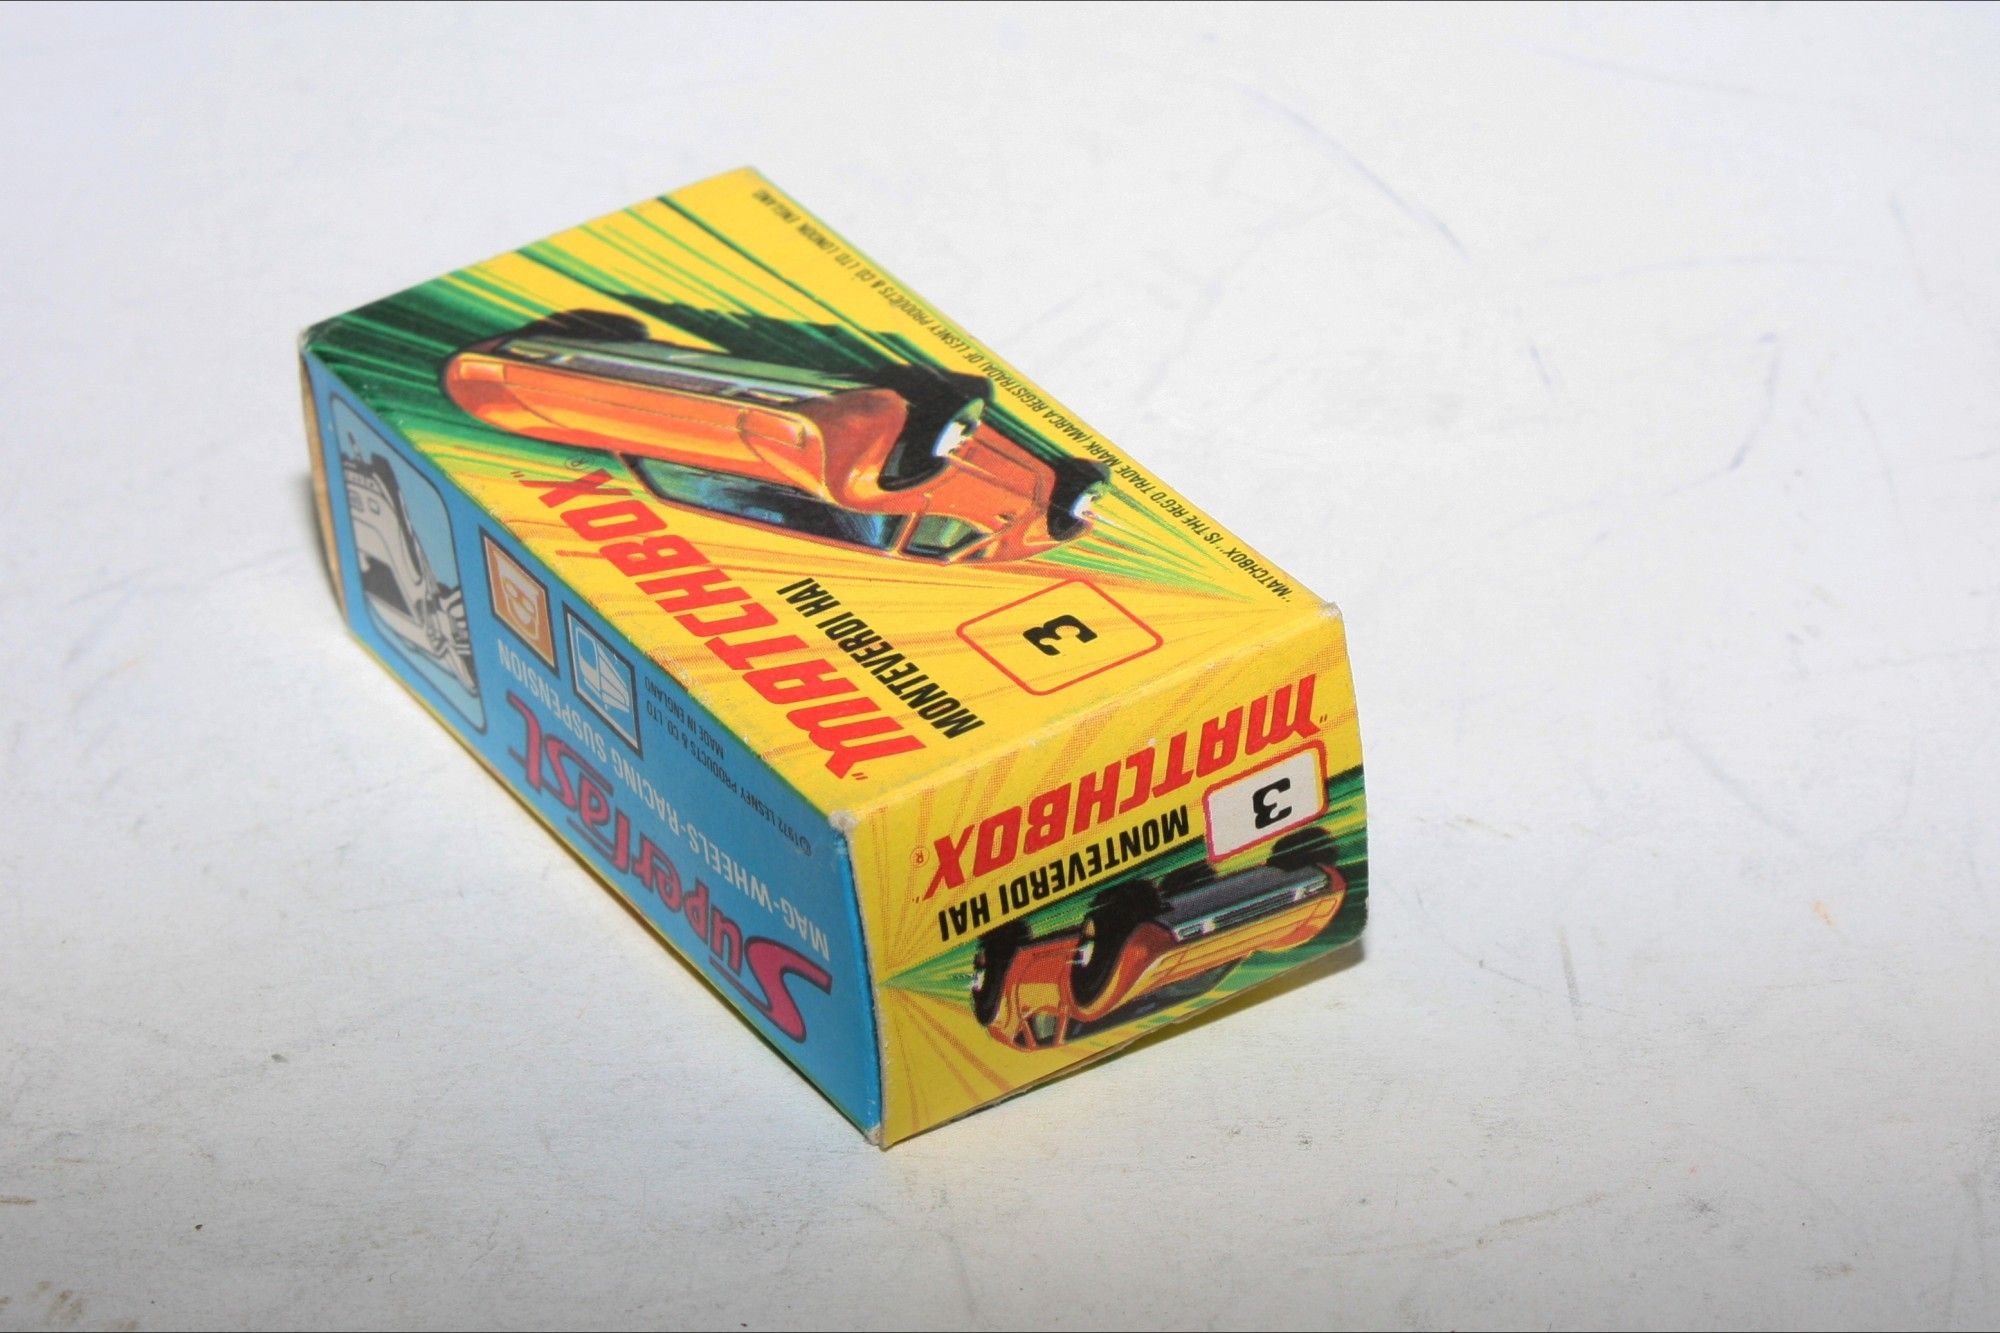 "MATCHBOX" IS THE REG'D TRADE MARK (MARCA REGISTRADA) OF LESNEY PRODUCTS & CO. LTD. LONDON, ENGLAND
3
MONTEVERDI HAI
"MATCHBOX"®
3
MONTEVERDI HAI
"MATCHBOX"®
©1972 LESNEY PRODUCTS & CO. LTD
MADE IN ENGLAND
MAG-WHEELS-RACING SUSPENSION
Superfast